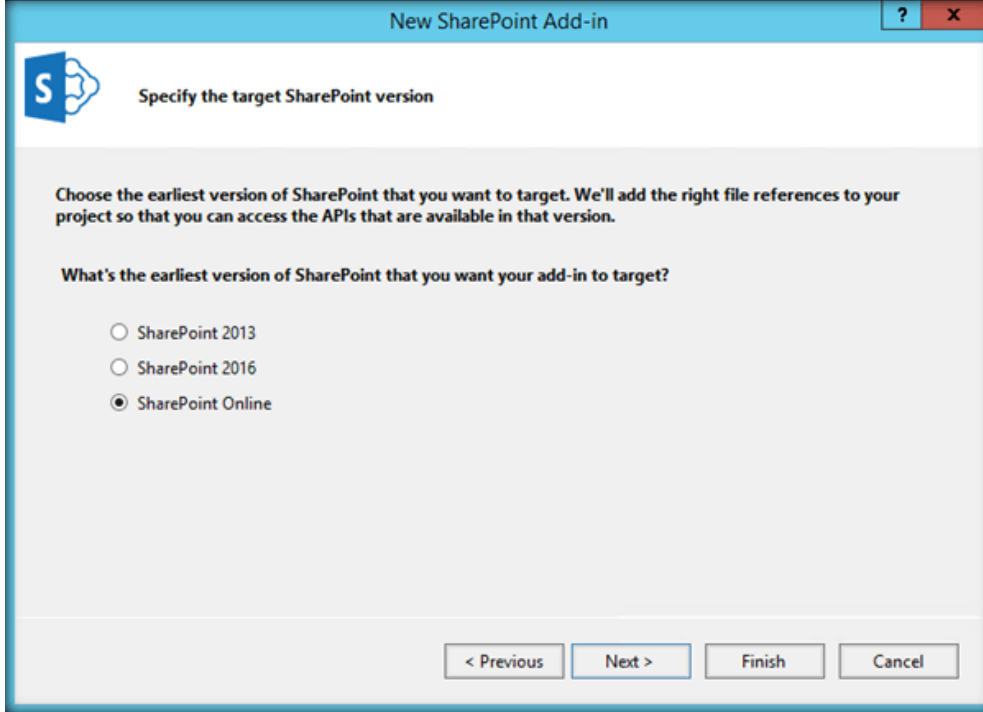 New SharePoint Add-in
? x
S
Specify the target SharePoint version
Choose the earliest version of SharePoint that you want to target. We'll add the right file references to your
project so that you can access the APIs that are available in that version.
What's the earliest version of SharePoint that you want your add-in to target?
SharePoint 2013
SharePoint 2016
SharePoint Online
< Previous Next > Finish Cancel